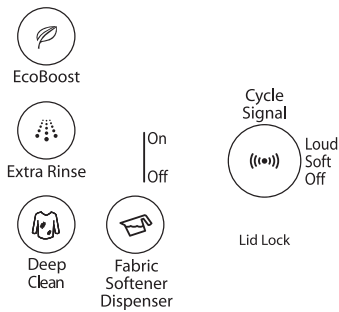 EcoBoost
Extra Rinse
On
Off
Deep
Clean
Fabric
Softener
Dispenser
Cycle
Signal
Loud
Soft
Off
Lid Lock